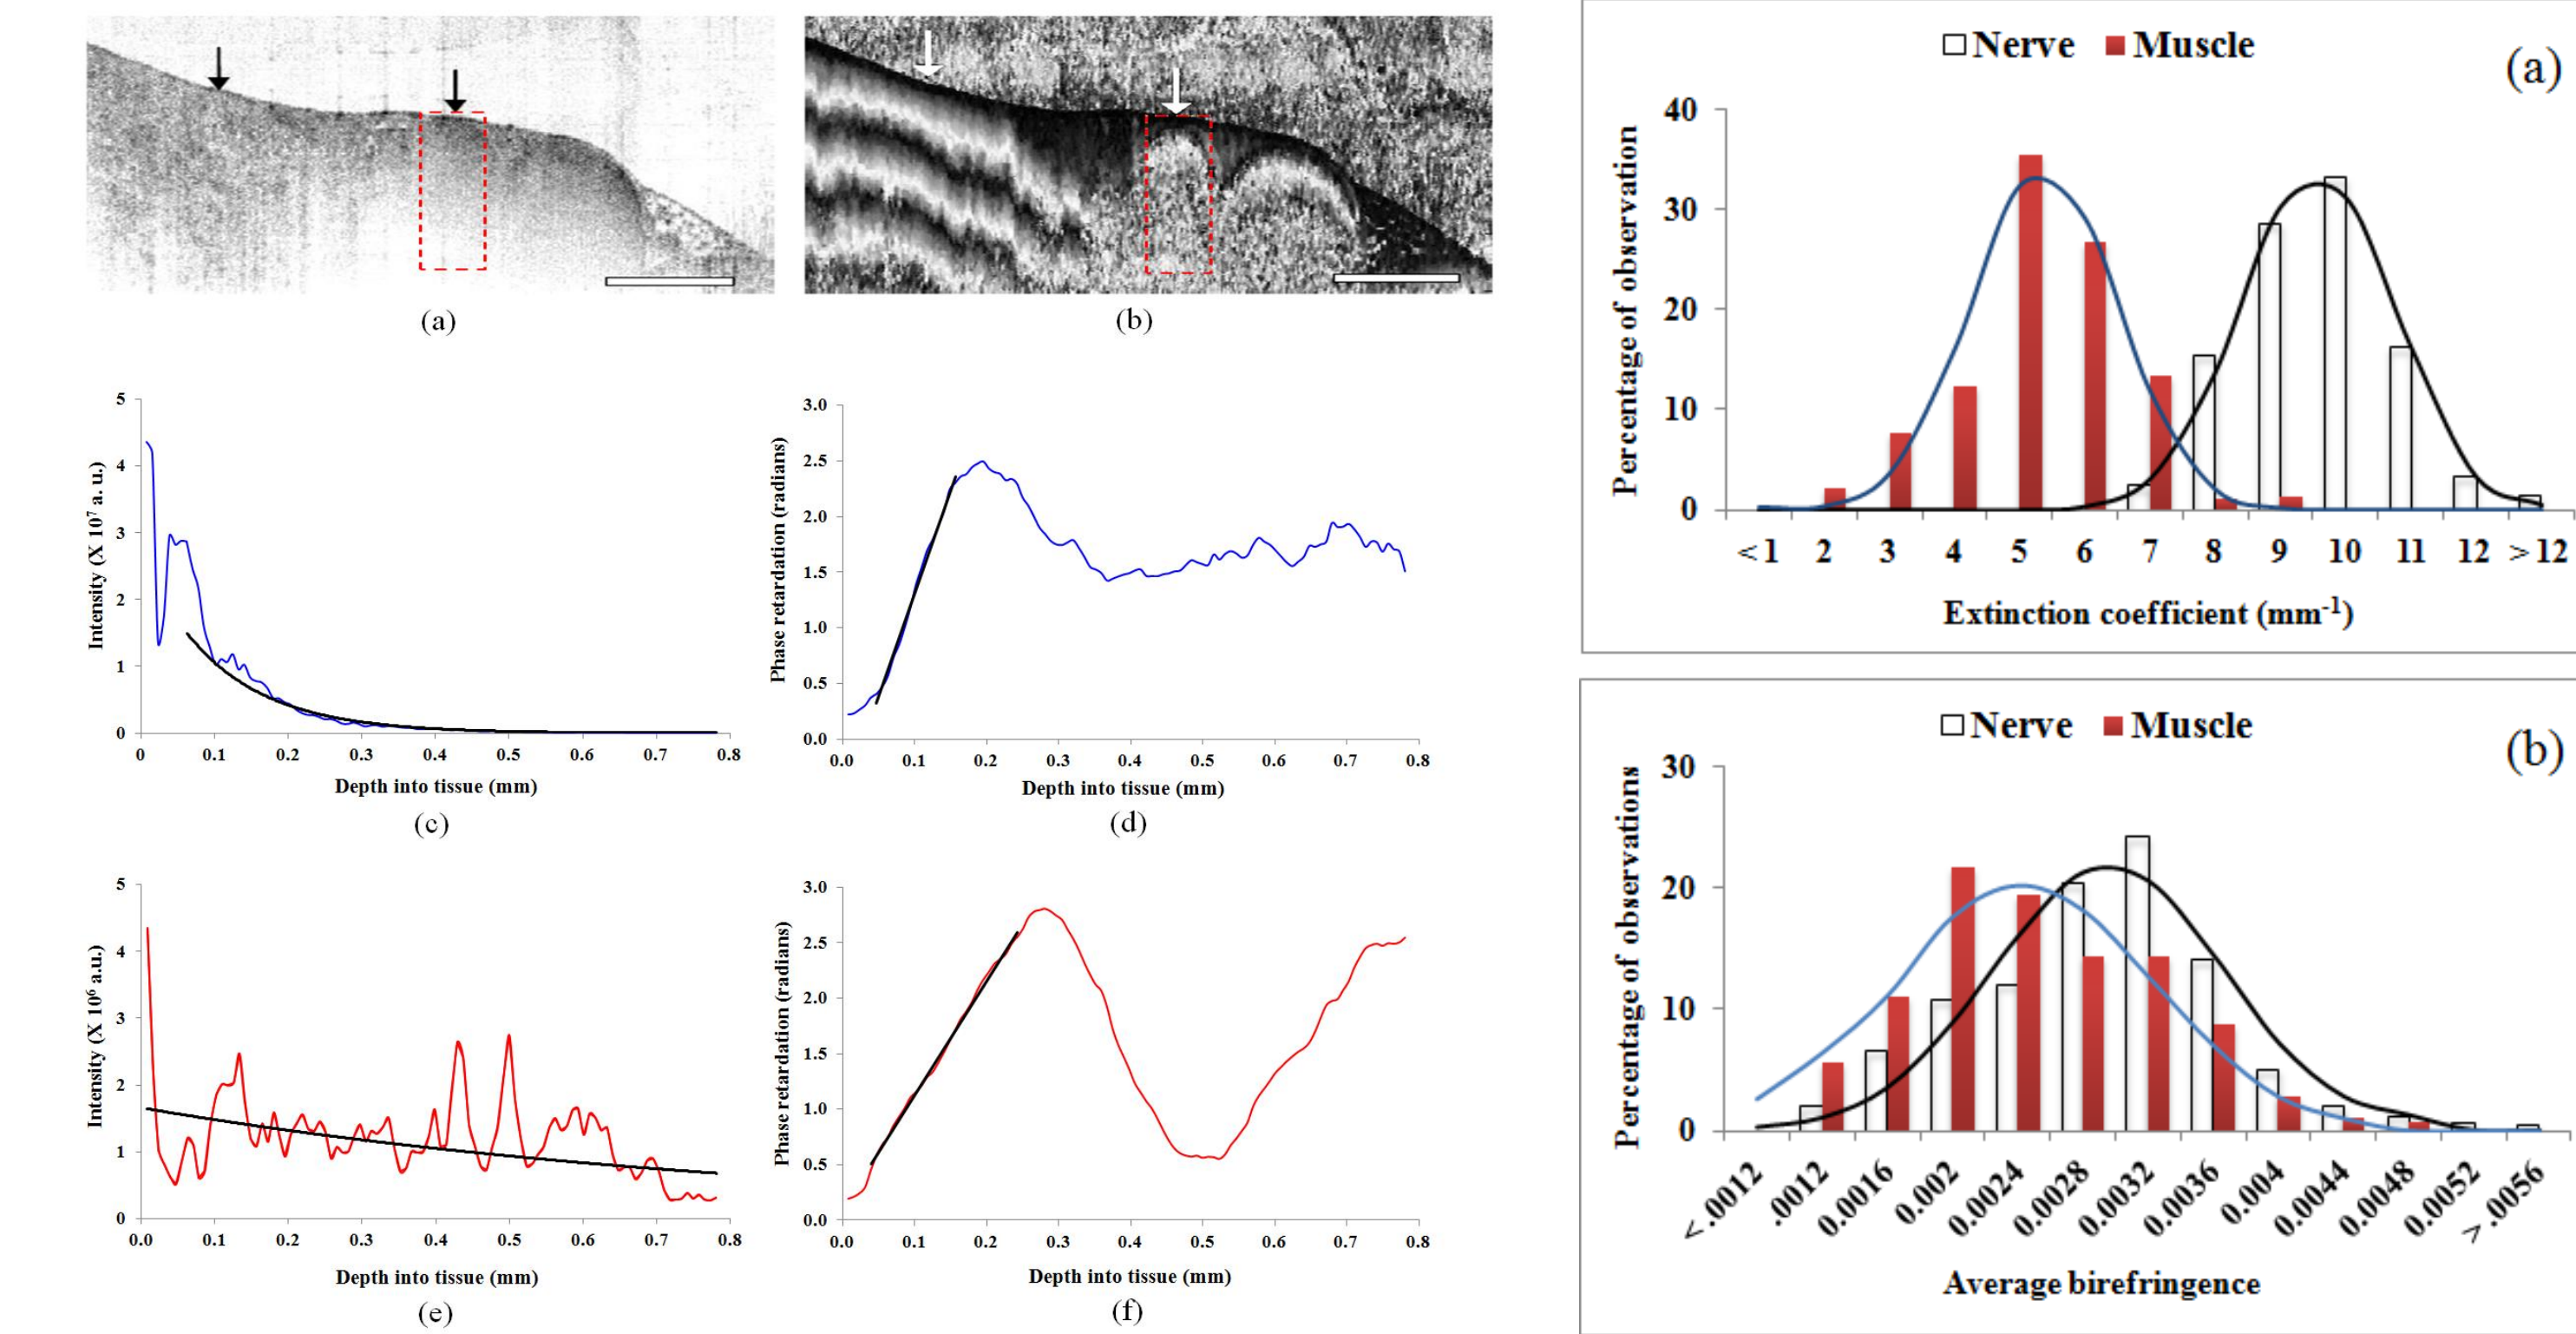 (a)
(b)
5
4
3
2
1
0
Intensity (X 10⁷ a. u.)
0 0.1 0.2 0.3 0.4 0.5 0.6 0.7 0.8
Depth into tissue (mm)
(c)
3.0
2.5
2.0
1.5
1.0
0.5
0.0
Phase retardation (radians)
0.0 0.1 0.2 0.3 0.4 0.5 0.6 0.7 0.8
Depth into tissue (mm)
(d)
5
4
3
2
1
0
Intensity (X 10⁶ a.u.)
0.0 0.1 0.2 0.3 0.4 0.5 0.6 0.7 0.8
Depth into tissue (mm)
(e)
3.0
2.5
2.0
1.5
1.0
0.5
0.0
Phase retardation (radians)
0.0 0.1 0.2 0.3 0.4 0.5 0.6 0.7 0.8
Depth into tissue (mm)
(f)
Nerve Muscle
(a)
40
30
20
10
0
Percentage of observation
<1 2 3 4 5 6 7 8 9 10 11 12 >12
Extinction coefficient (mm⁻¹)
Nerve Muscle
(b)
30
20
10
0
Percentage of observations
<.0012 .0012 0.0016 0.002 0.0024 0.0028 0.0032 0.0036 0.004 0.0044 0.0048 0.0052 >.0056
Average birefringence